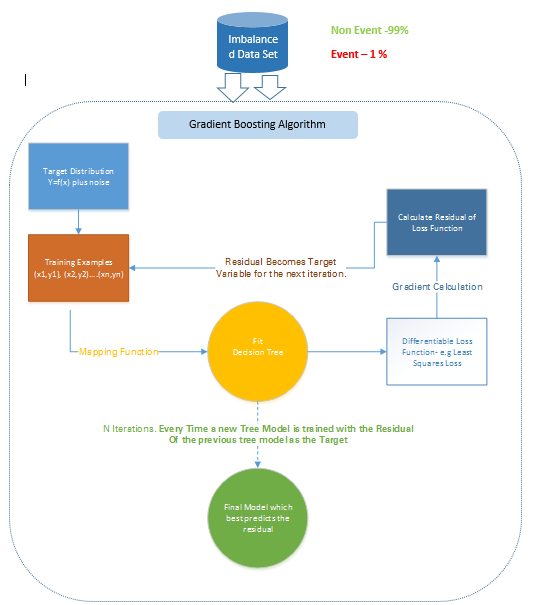 Imbalance
d Data Set
Non Event -99%
Event – 1 %
Gradient Boosting Algorithm
Target Distribution
Y=f(x) plus noise
Training Examples
(x1,y1), (x2,y2)….(xn,yn)
Calculate Residual of
Loss Function
Residual Becomes Target
Variable for the next iteration.
Gradient Calculation
Mapping Function
Fit
Decision Tree
Differentiable Loss
Function- e.g Least
Squares Loss
N Iterations. Every Time a new Tree Model is trained with the Residual
Of the previous tree model as the Target
Final Model which
best predicts the
residual